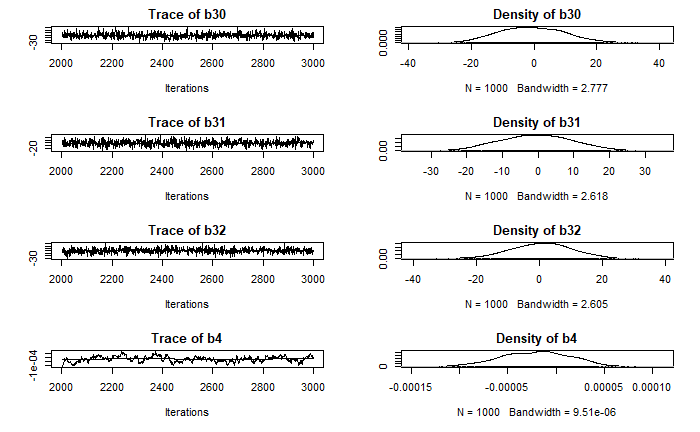 Trace of b30
Density of b30
-30
0.000
2000 2200 2400 2600 2800 3000
-40 -20 0 20 40
Iterations
N = 1000 Bandwidth = 2.777
Trace of b31
Density of b31
-20
0.00
2000 2200 2400 2600 2800 3000
-30 -20 -10 0 10 20 30
Iterations
N = 1000 Bandwidth = 2.618
Trace of b32
Density of b32
-30
0.00
2000 2200 2400 2600 2800 3000
-40 -20 0 20 40
Iterations
N = 1000 Bandwidth = 2.605
Trace of b4
Density of b4
-1e-04
0
2000 2200 2400 2600 2800 3000
-0.00015 -0.00005 0.00005 0.00010
Iterations
N = 1000 Bandwidth = 9.51e-06